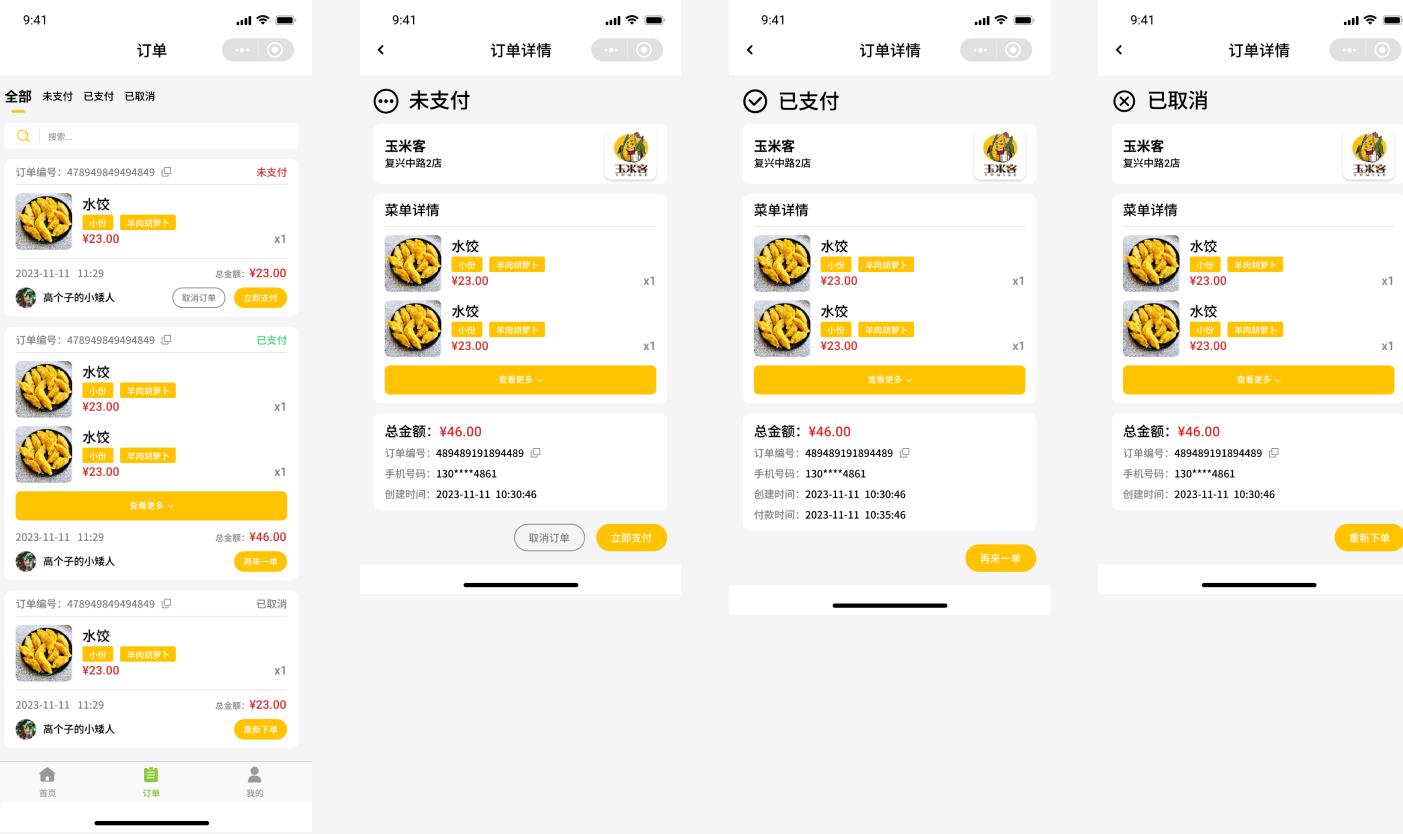 9:41
订单
全部 未支付 已支付 已取消
搜索...
订单编号：478949849494849 未支付
水饺
小份 羊肉胡萝卜
¥23.00 x1
2023-11-11 11:29 总金额：¥23.00
高个子的小矮人 取消订单 立即支付
订单编号：478949849494849 已支付
水饺
小份 羊肉胡萝卜
¥23.00 x1
水饺
小份 羊肉胡萝卜
¥23.00 x1
查看更多
2023-11-11 11:29 总金额：¥46.00
高个子的小矮人 再来一单
订单编号：478949849494849 已取消
水饺
小份 羊肉胡萝卜
¥23.00 x1
2023-11-11 11:29 总金额：¥23.00
高个子的小矮人 重新下单
首页 订单 我的
9:41
订单详情
未支付
玉米客
复兴中路2店
玉米客
YUMIKE
菜单详情
水饺
小份 羊肉胡萝卜
¥23.00 x1
水饺
小份 羊肉胡萝卜
¥23.00 x1
查看更多
总金额：¥46.00
订单编号：489489191894489
手机号码：130****4861
创建时间：2023-11-11 10:30:46
取消订单 立即支付
9:41
订单详情
已支付
玉米客
复兴中路2店
玉米客
YUMIKE
菜单详情
水饺
小份 羊肉胡萝卜
¥23.00 x1
水饺
小份 羊肉胡萝卜
¥23.00 x1
查看更多
总金额：¥46.00
订单编号：489489191894489
手机号码：130****4861
创建时间：2023-11-11 10:30:46
付款时间：2023-11-11 10:35:46
再来一单
9:41
订单详情
已取消
玉米客
复兴中路2店
玉米客
YUMIKE
菜单详情
水饺
小份 羊肉胡萝卜
¥23.00 x1
水饺
小份 羊肉胡萝卜
¥23.00 x1
查看更多
总金额：¥46.00
订单编号：489489191894489
手机号码：130****4861
创建时间：2023-11-11 10:30:46
重新下单